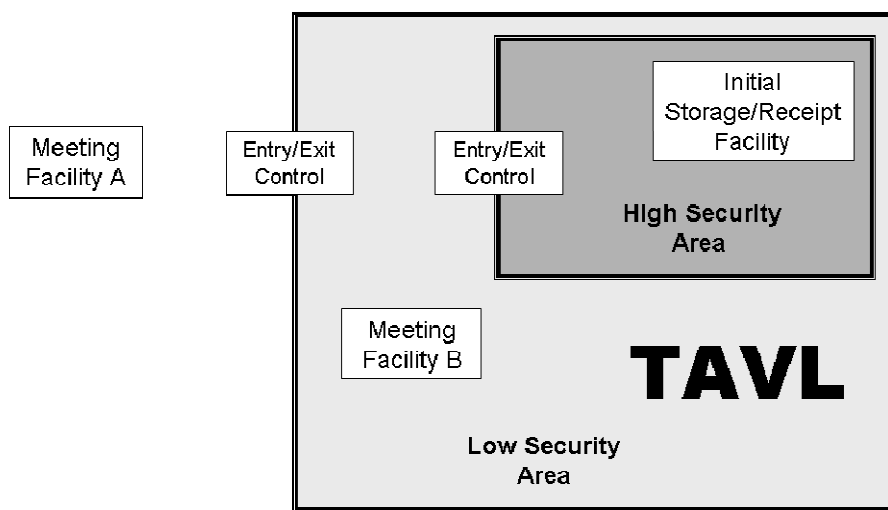 Initial
Storage/Receipt
Facility
Meeting
Facility A
Entry/Exit
Control
Entry/Exit
Control
High Security
Area
Meeting
Facility B
TAVL
Low Security
Area